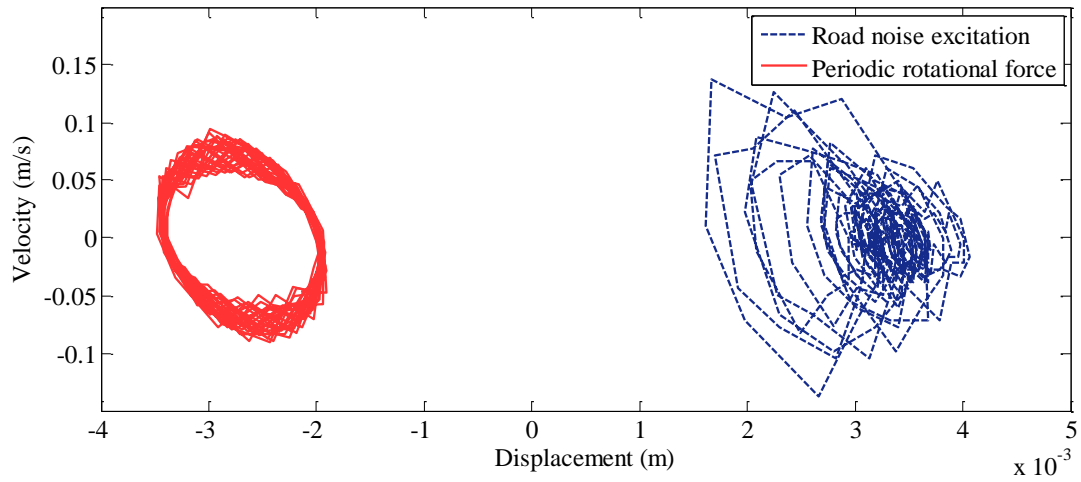 Road noise excitation
Periodic rotational force
0.15
0.1
0.05
0
-0.05
-0.1
Velocity (m/s)
-4 -3 -2 -1 0 1 2 3 4 5
Displacement (m)
x 10-3